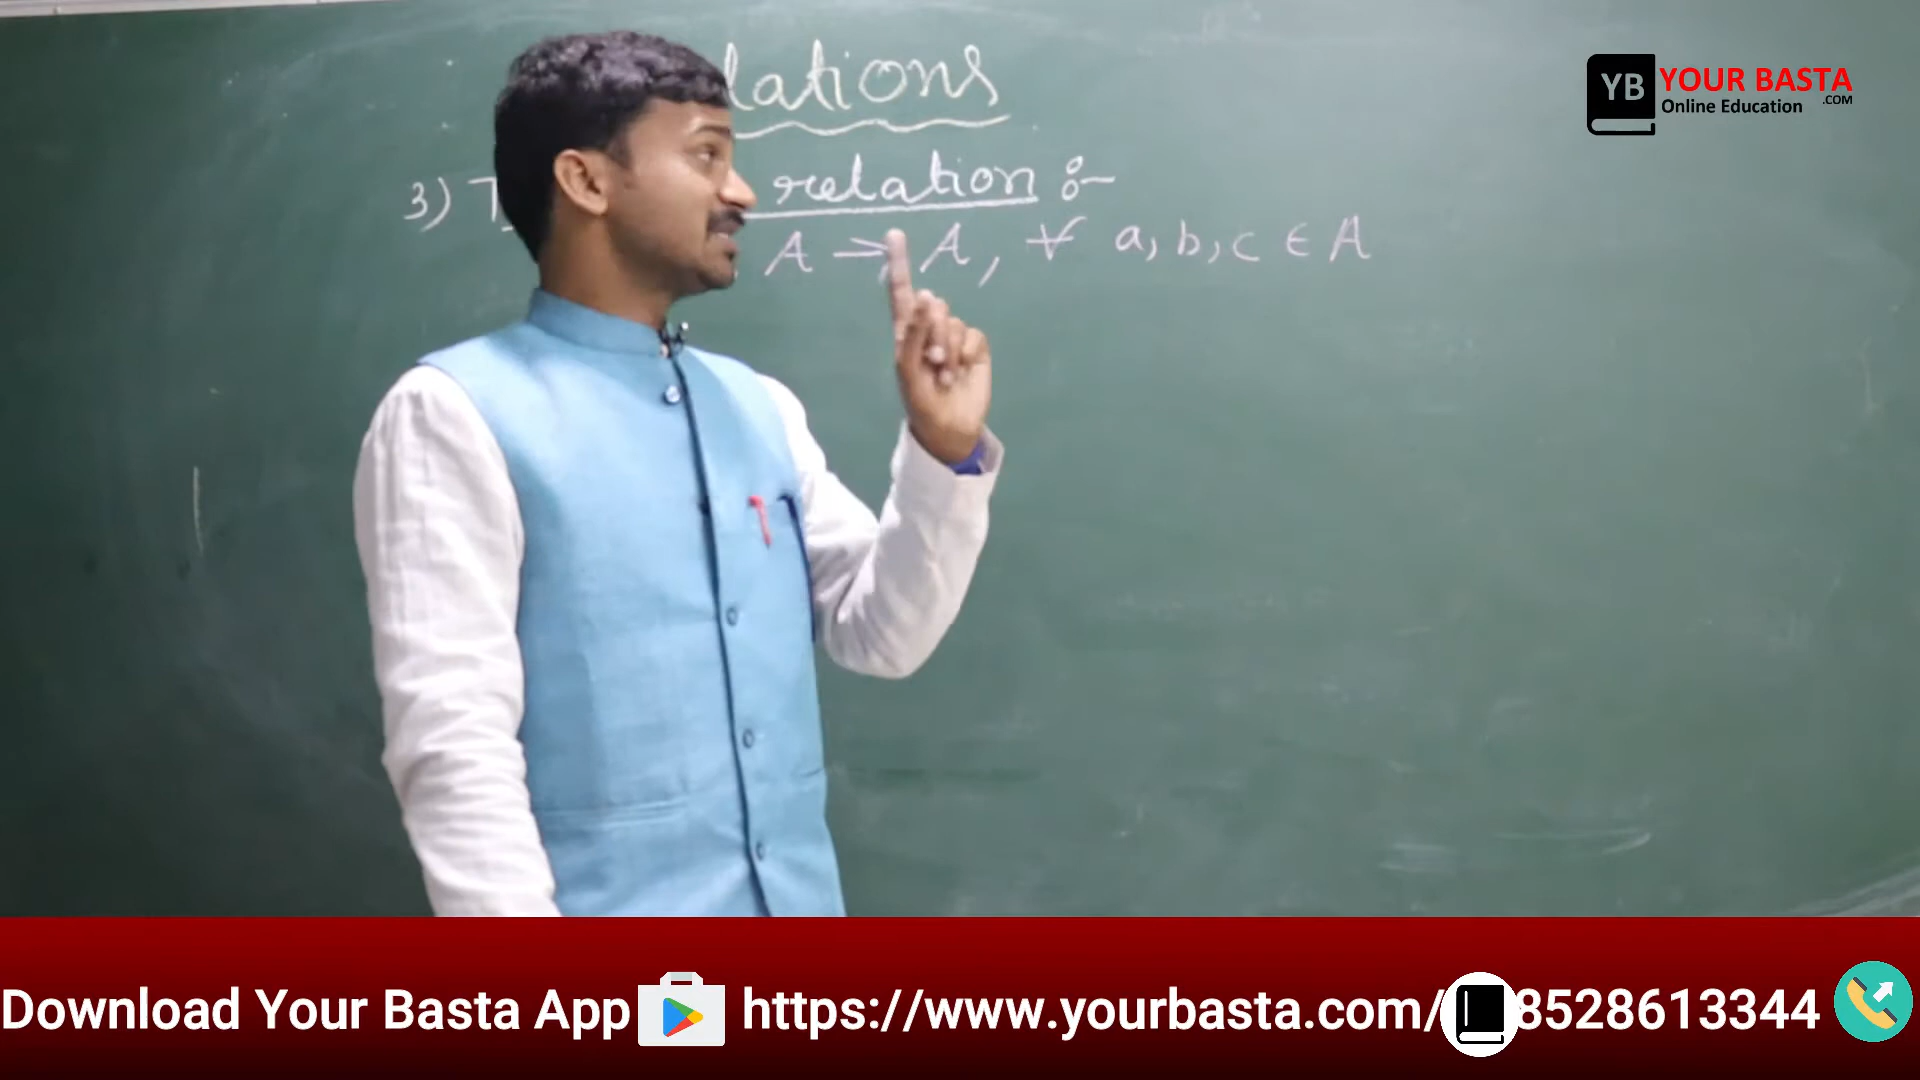 lations
3) T relation :-
A → A, ∀ a, b, c ∈ A
YB YOUR BASTA
.COM
Online Education
Download Your Basta App https://www.yourbasta.com/ 8528613344